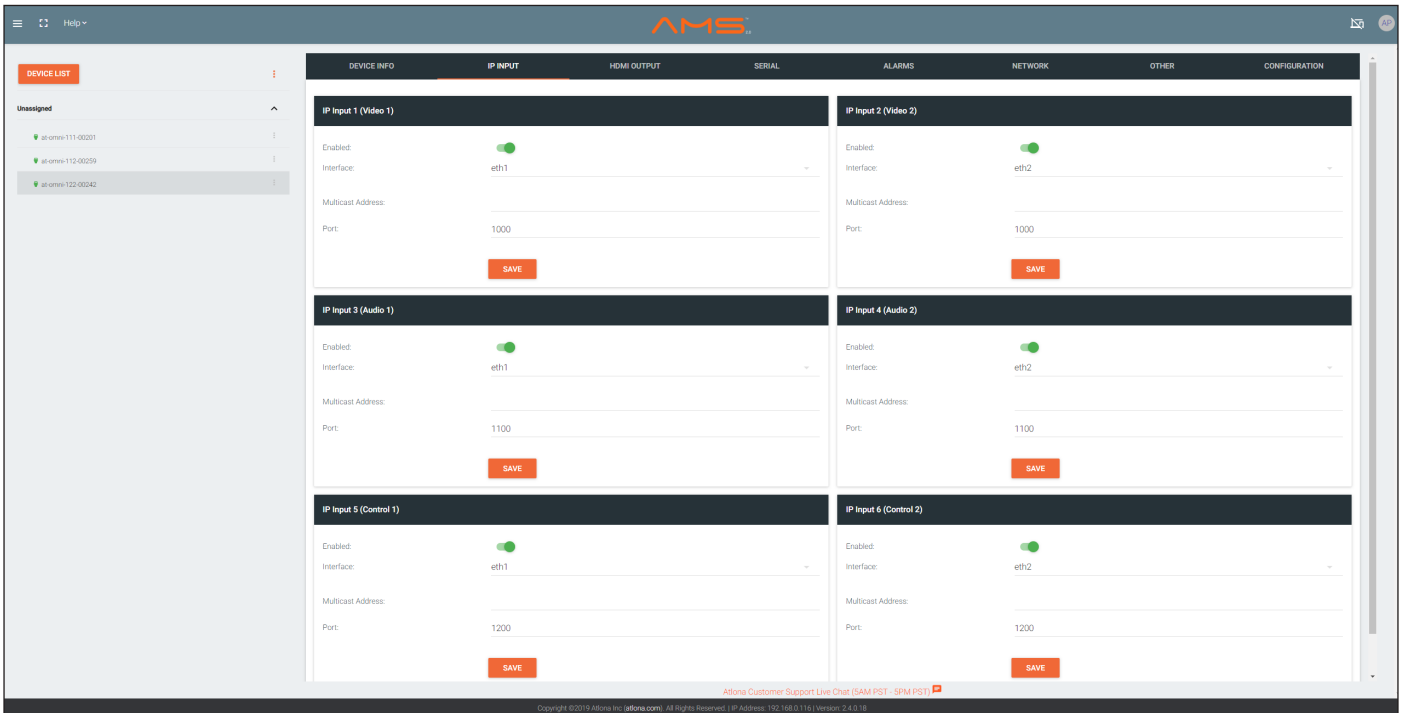 Help
AMS
AP
DEVICE LIST
Unassigned
at-omni-111-00201
at-omni-112-00259
at-omni-122-00242
DEVICE INFO IP INPUT HDMI OUTPUT SERIAL ALARMS NETWORK OTHER CONFIGURATION
IP Input 1 (Video 1)
Enabled:
Interface: eth1
Multicast Address:
Port: 1000
SAVE
IP Input 2 (Video 2)
Enabled:
Interface: eth2
Multicast Address:
Port: 1000
SAVE
IP Input 3 (Audio 1)
Enabled:
Interface: eth1
Multicast Address:
Port: 1100
SAVE
IP Input 4 (Audio 2)
Enabled:
Interface: eth2
Multicast Address:
Port: 1100
SAVE
IP Input 5 (Control 1)
Enabled:
Interface: eth1
Multicast Address:
Port: 1200
SAVE
IP Input 6 (Control 2)
Enabled:
Interface: eth2
Multicast Address:
Port: 1200
SAVE
Atlona Customer Support Live Chat (5AM PST - 5PM PST)
Copyright ©2019 Atlona Inc (atlona.com). All Rights Reserved. | IP Address: 192.168.0.116 | Version: 2.4.0.18